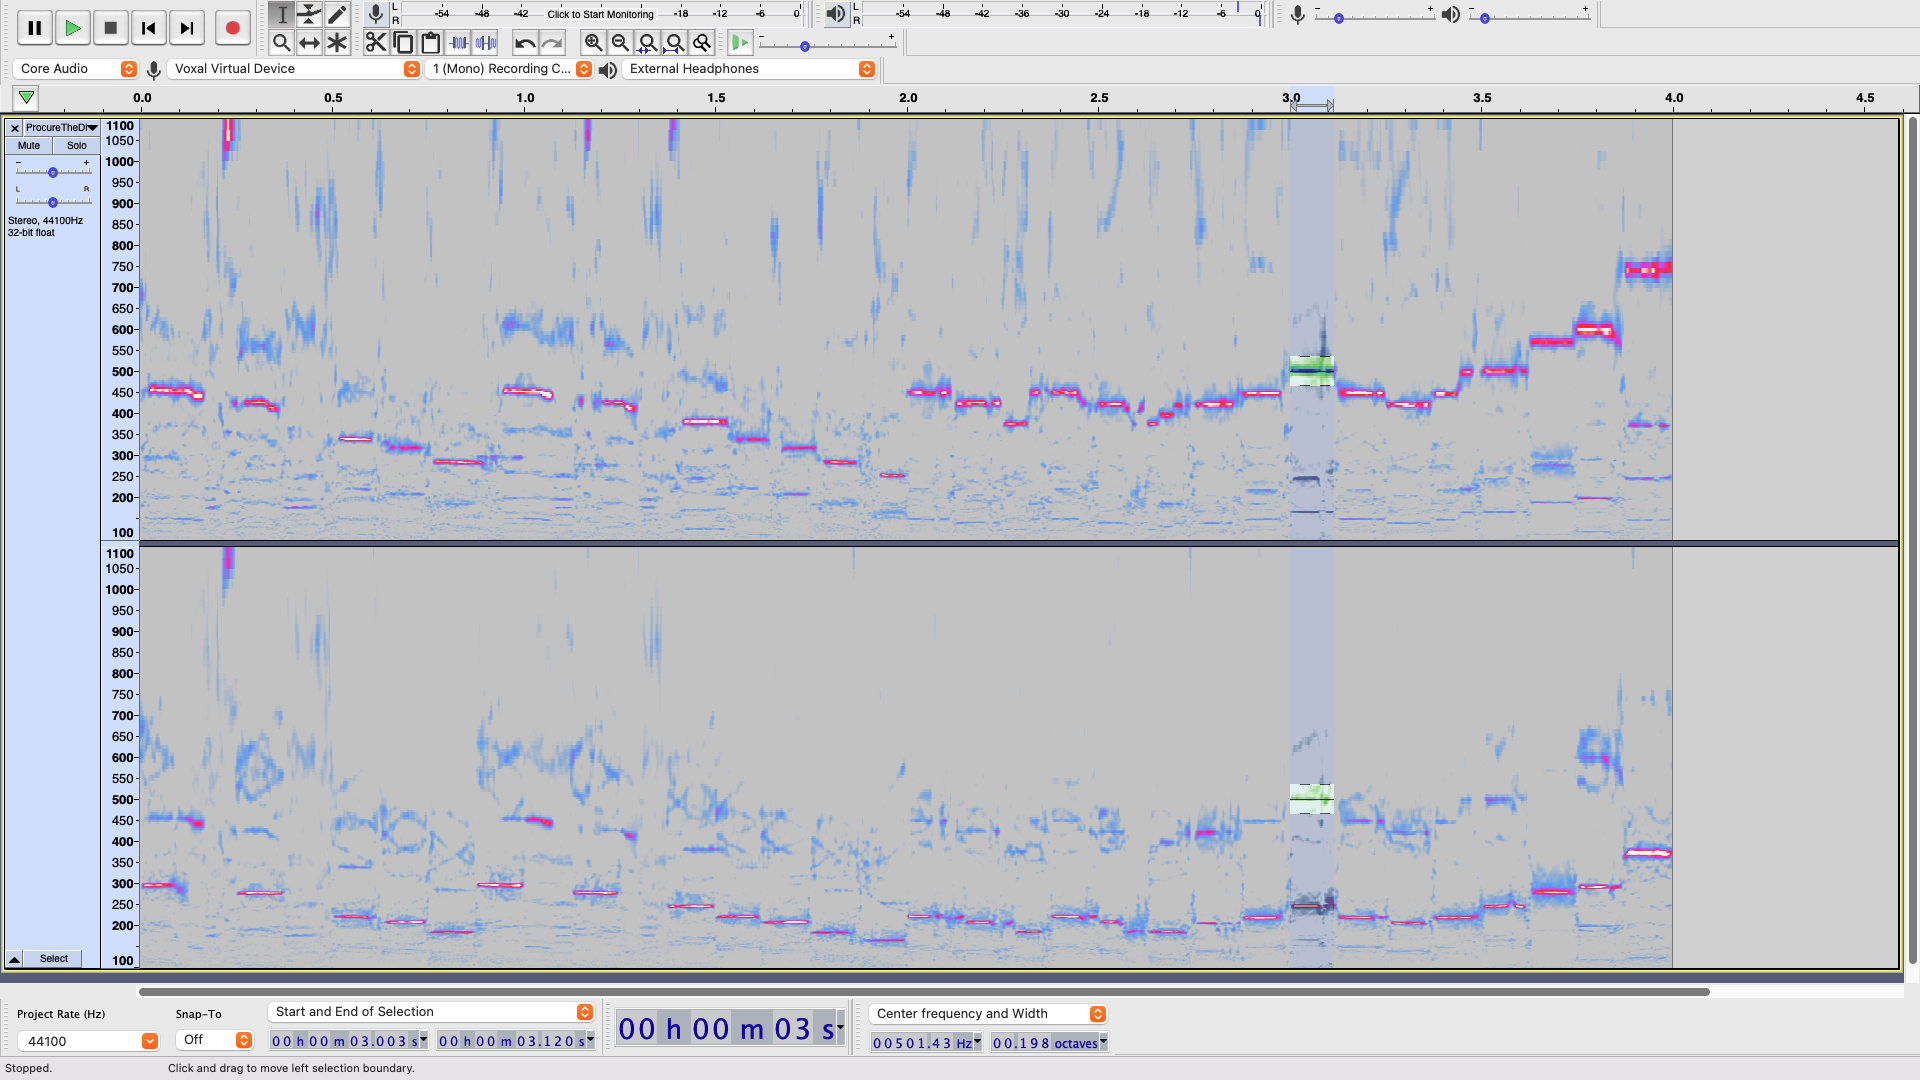 L
R
-54 -48 -42 Click to Start Monitoring -18 -12 -6 0
L
R
-54 -48 -42 -36 -30 -24 -18 -12 -6 0
- +
- +
- +
Core Audio
Voxal Virtual Device
1 (Mono) Recording C...
External Headphones
0.0 0.5 1.0 1.5 2.0 2.5 3.0 3.5 4.0 4.5
ProcureTheDi
Mute Solo
- +
L R
Stereo, 44100Hz
32-bit float
1100
1050
1000
950
900
850
800
750
700
650
600
550
500
450
400
350
300
250
200
100
1100
1050
1000
950
900
850
800
750
700
650
600
550
500
450
400
350
300
250
200
100
Select
Project Rate (Hz)
44100
Snap-To
Off
Start and End of Selection
00 h 00 m 03.003 s
00 h 00 m 03.120 s
00 h 00 m 03 s
Center frequency and Width
00501.43 Hz
00.198 octaves
Stopped.
Click and drag to move left selection boundary.